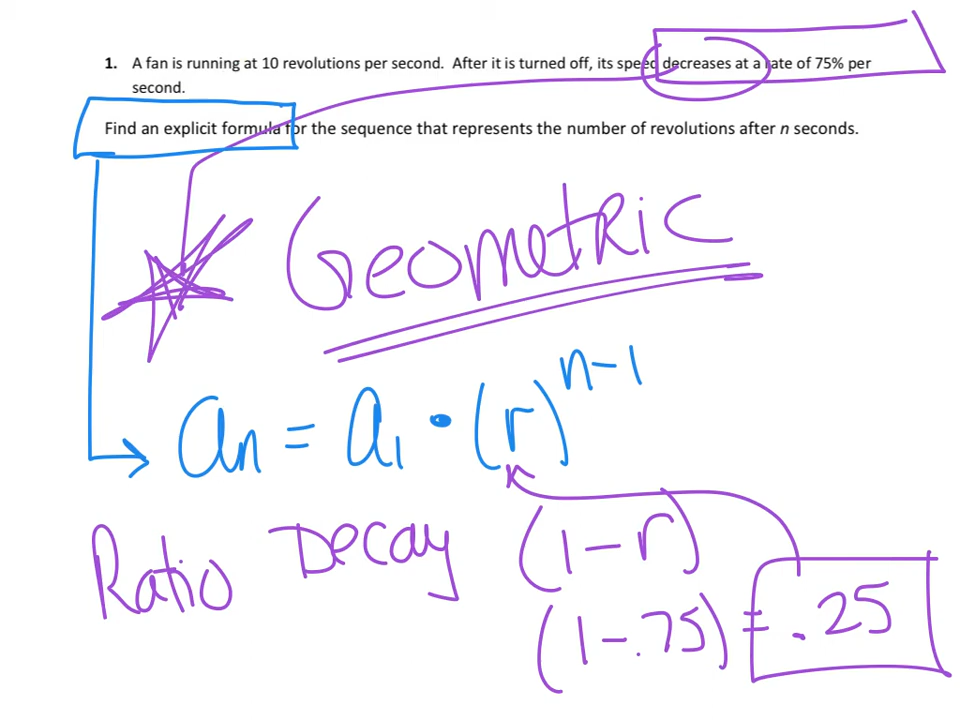 1. A fan is running at 10 revolutions per second. After it is turned off, its speed decreases at a rate of 75% per
second.
Find an explicit formula for the sequence that represents the number of revolutions after n seconds.
Geometric
an = a1 • (r)^n-1
Ratio Decay (1-r)
(1-.75) = .25